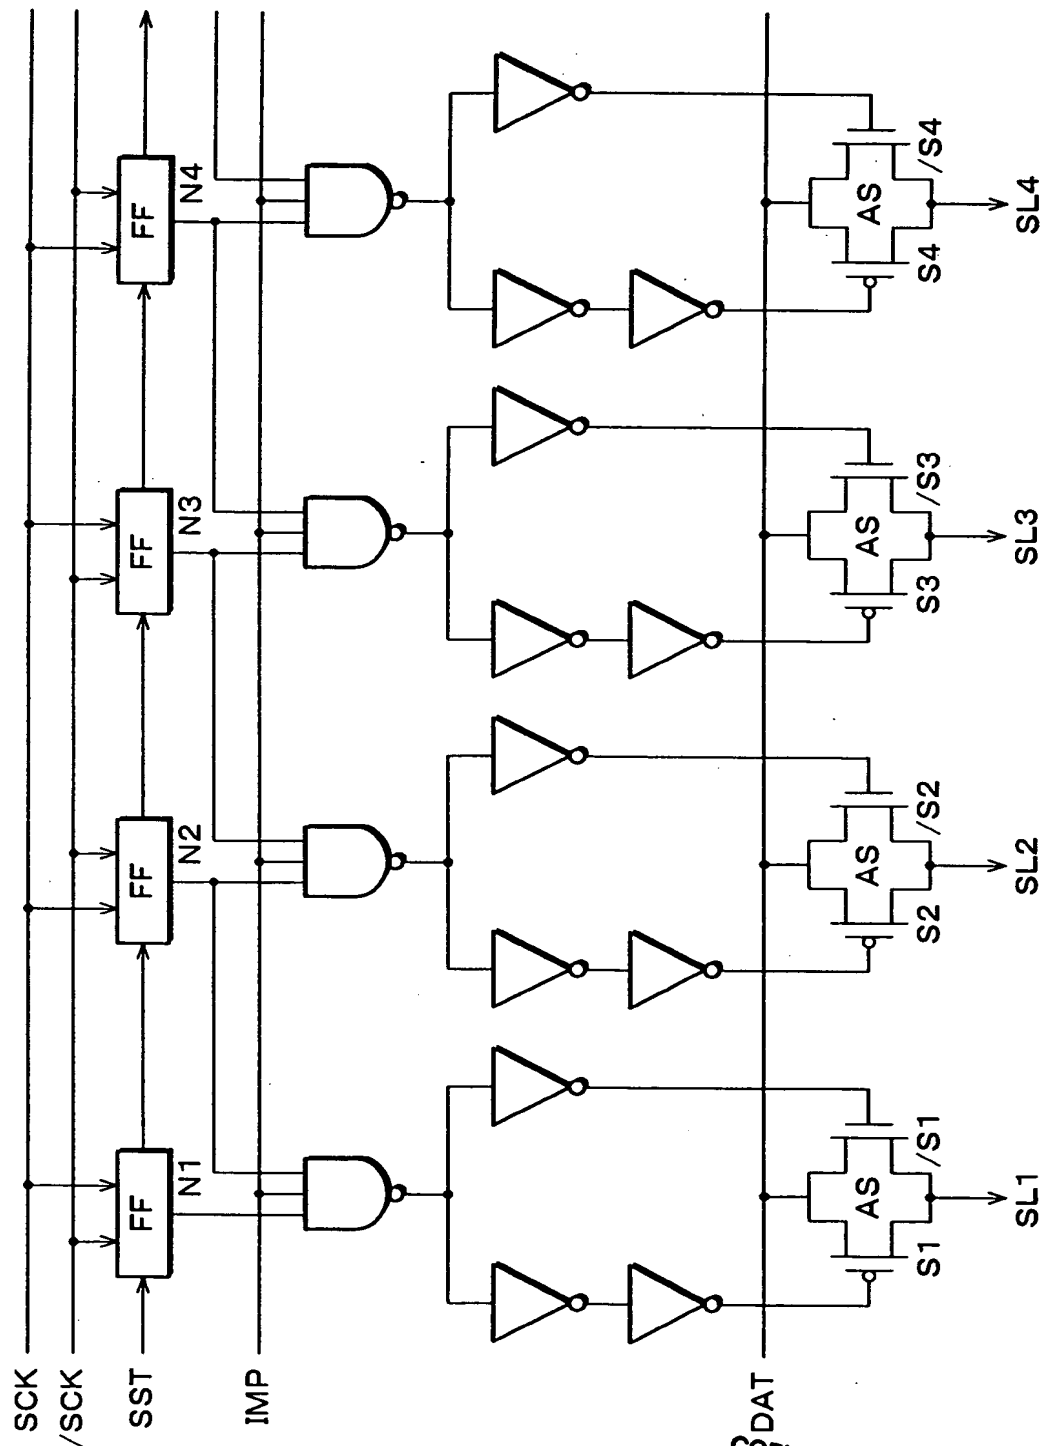 SCK
/SCK
SST
FF
FF
FF
FF
N1
N2
N3
N4
IMP
DAT
AS
AS
AS
AS
S1
/S1
S2
/S2
S3
/S3
S4
/S4
SL1
SL2
SL3
SL4